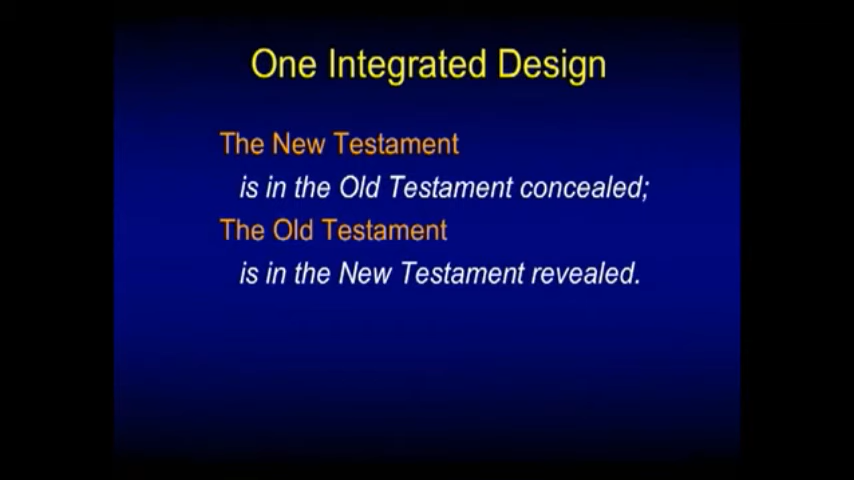 One Integrated Design
The New Testament
is in the Old Testament concealed;
The Old Testament
is in the New Testament revealed.